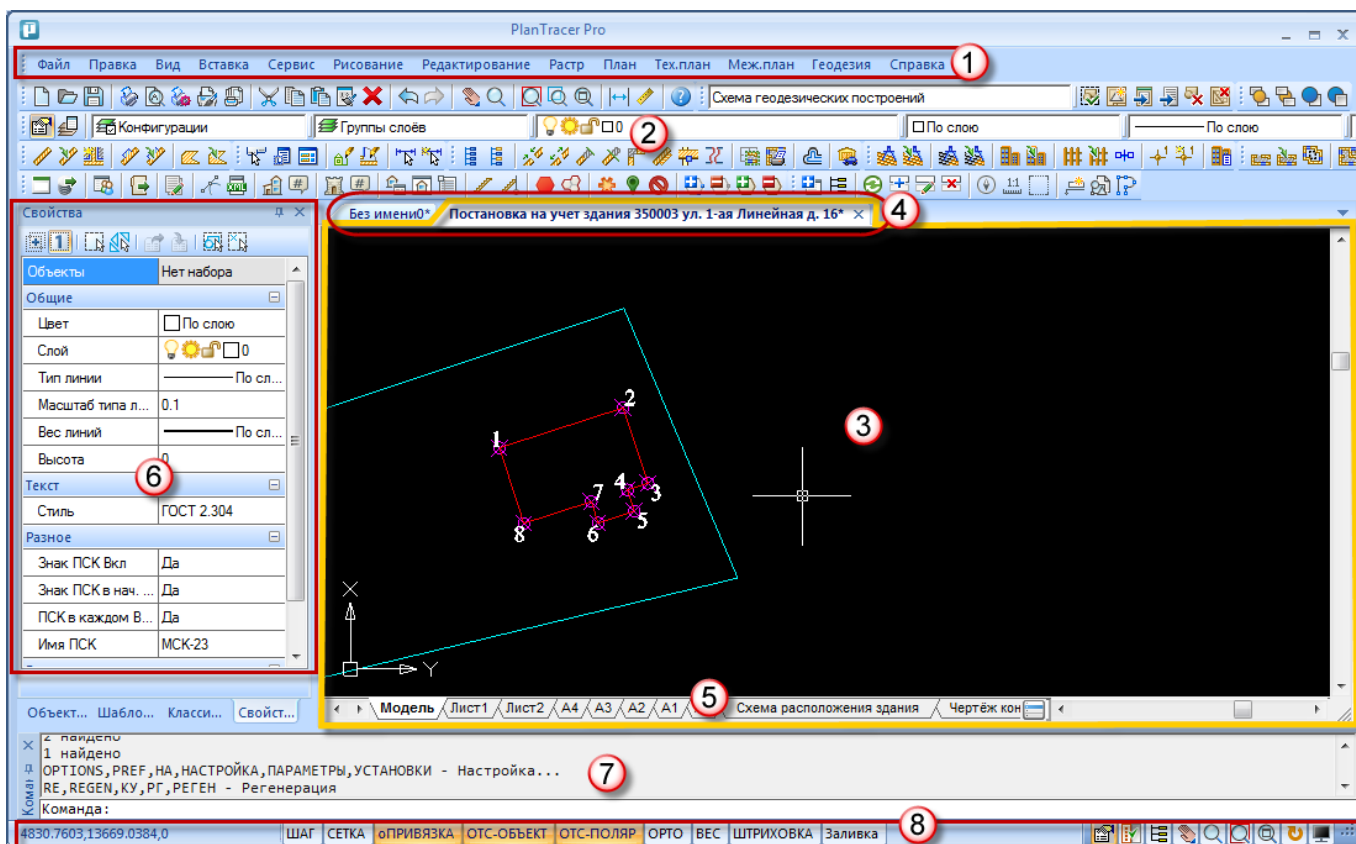 PlanTracer Pro
Файл Правка Вид Вставка Сервис Рисование Редактирование Растр План Тех.план Меж.план Геодезия Справка 1
Схема геодезических построений
Конфигурации Группы слоёв 0 2 По слою По слою
1:1
Свойства
Без имени0* Постановка на учет здания 350003 ул. 1-ая Линейная д. 16* 4
1
Объекты Нет набора
Общие
Цвет По слою
Слой 0
Тип линии По сл...
Масштаб типа л... 0.1
Вес линий По сл...
Высота 0
6
Текст
Стиль ГОСТ 2.304
Разное
Знак ПСК Вкл Да
Знак ПСК в нач. ... Да
ПСК в каждом В... Да
Имя ПСК МСК-23
Объект... Шабло... Класси... Свойст...
2
1
3
4
3
7
5
6
8
X
Y
5
Модель Лист1 Лист2 A4 A3 A2 A1 Схема расположения здания Чертёж кон
2 найдено
1 найдено
OPTIONS,PREF,НА,НАСТРОЙКА,ПАРАМЕТРЫ,УСТАНОВКИ - Настройка...
RE,REGEN,КУ,РГ,РЕГЕН - Регенерация
7
Команда:
4830.7603,13669.0384,0 ШАГ СЕТКА оПРИВЯЗКА ОТС-ОБЪЕКТ ОТС-ПОЛЯР ОРТО ВЕС ШТРИХОВКА Заливка 8